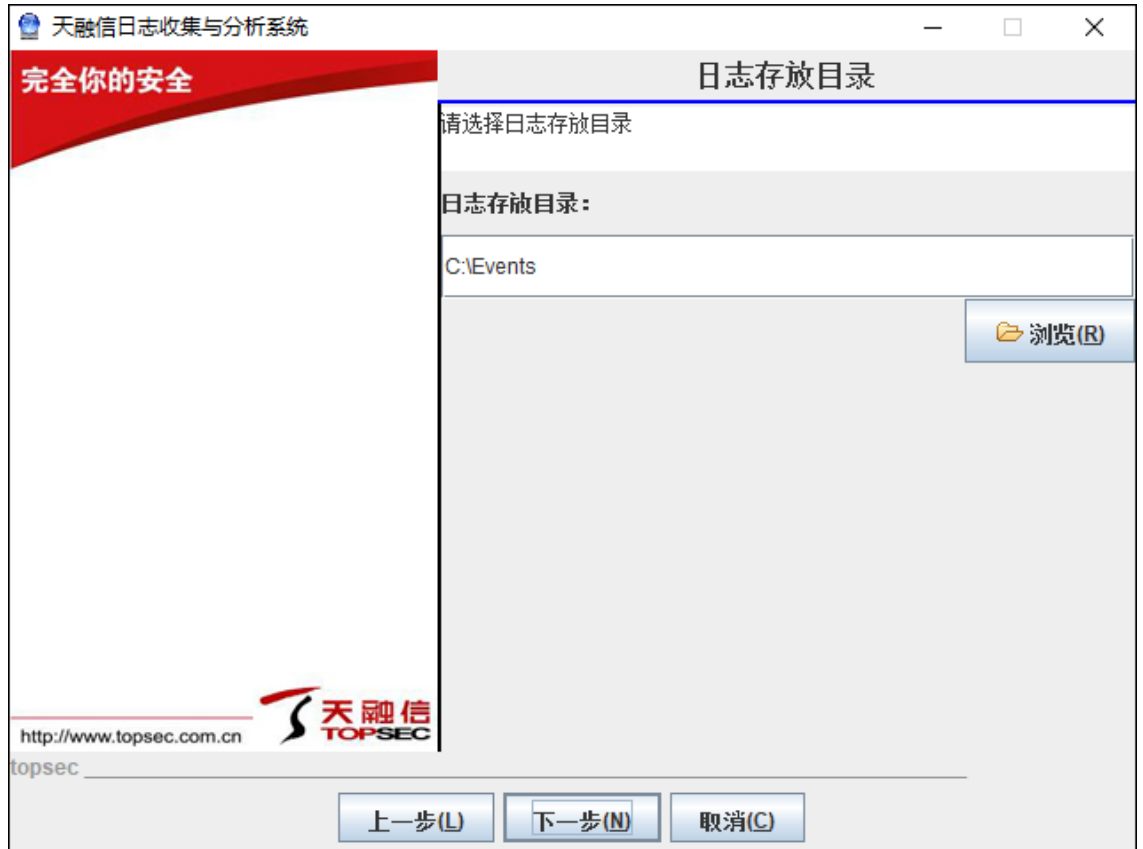 天融信日志收集与分析系统
完全你的安全
日志存放目录
请选择日志存放目录
日志存放目录：
C:\Events
浏览(R)
天融信
TOPSEC
http://www.topsec.com.cn
topsec
上一步(L)
下一步(N)
取消(C)